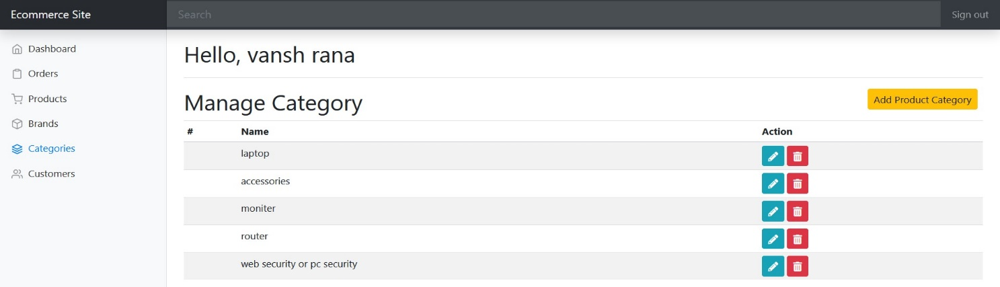 Ecommerce Site Search Sign out
Dashboard
Orders
Products
Brands
Categories
Customers
Hello, vansh rana
Manage Category Add Product Category
# Name Action
laptop
accessories
moniter
router
web security or pc security